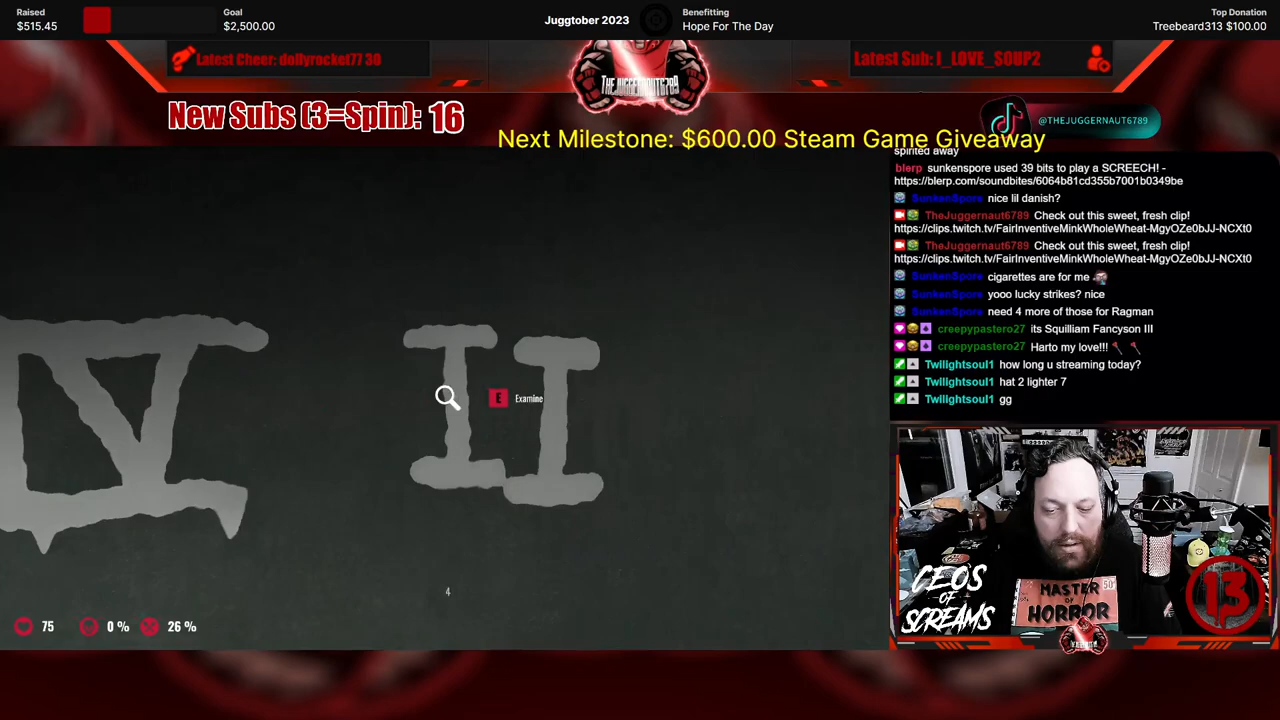 Raised
$515.45
Goal
$2,500.00
Juggtober 2023
Benefitting
Hope For The Day
Top Donation
Treebeard313 $100.00
Latest Cheer: dollyrocket77 30
THEJUGGERNAUT6789
Latest Sub: I_LOVE_SOUP2
New Subs (3=Spin): 16
@THEJUGGERNAUT6789
Next Milestone: $600.00 Steam Game Giveaway
spirited away
blerp sunkenspore used 39 bits to play a SCREECH! -
https://blerp.com/soundbites/6064b81cd355b7001b0349be
SunkenSpore nice lil danish?
TheJuggernaut6789 Check out this sweet, fresh clip!
https://clips.twitch.tv/FairInventiveMinkWholeWheat-MgyOZe0bJJ-NCXt0
TheJuggernaut6789 Check out this sweet, fresh clip!
https://clips.twitch.tv/FairInventiveMinkWholeWheat-MgyOZe0bJJ-NCXt0
SunkenSpore cigarettes are for me
SunkenSpore yooo lucky strikes? nice
SunkenSpore need 4 more of those for Ragman
creepypastero27 its Squilliam Fancyson III
creepypastero27 Harto my love!!!
Twilightsoul1 how long u streaming today?
Twilightsoul1 hat 2 lighter 7
Twilightsoul1 gg
IV II
E Examine
4
75 0 % 26 %
CEOS
OF
SCREAMS
MASTER
OF
HORROR
50¢
13